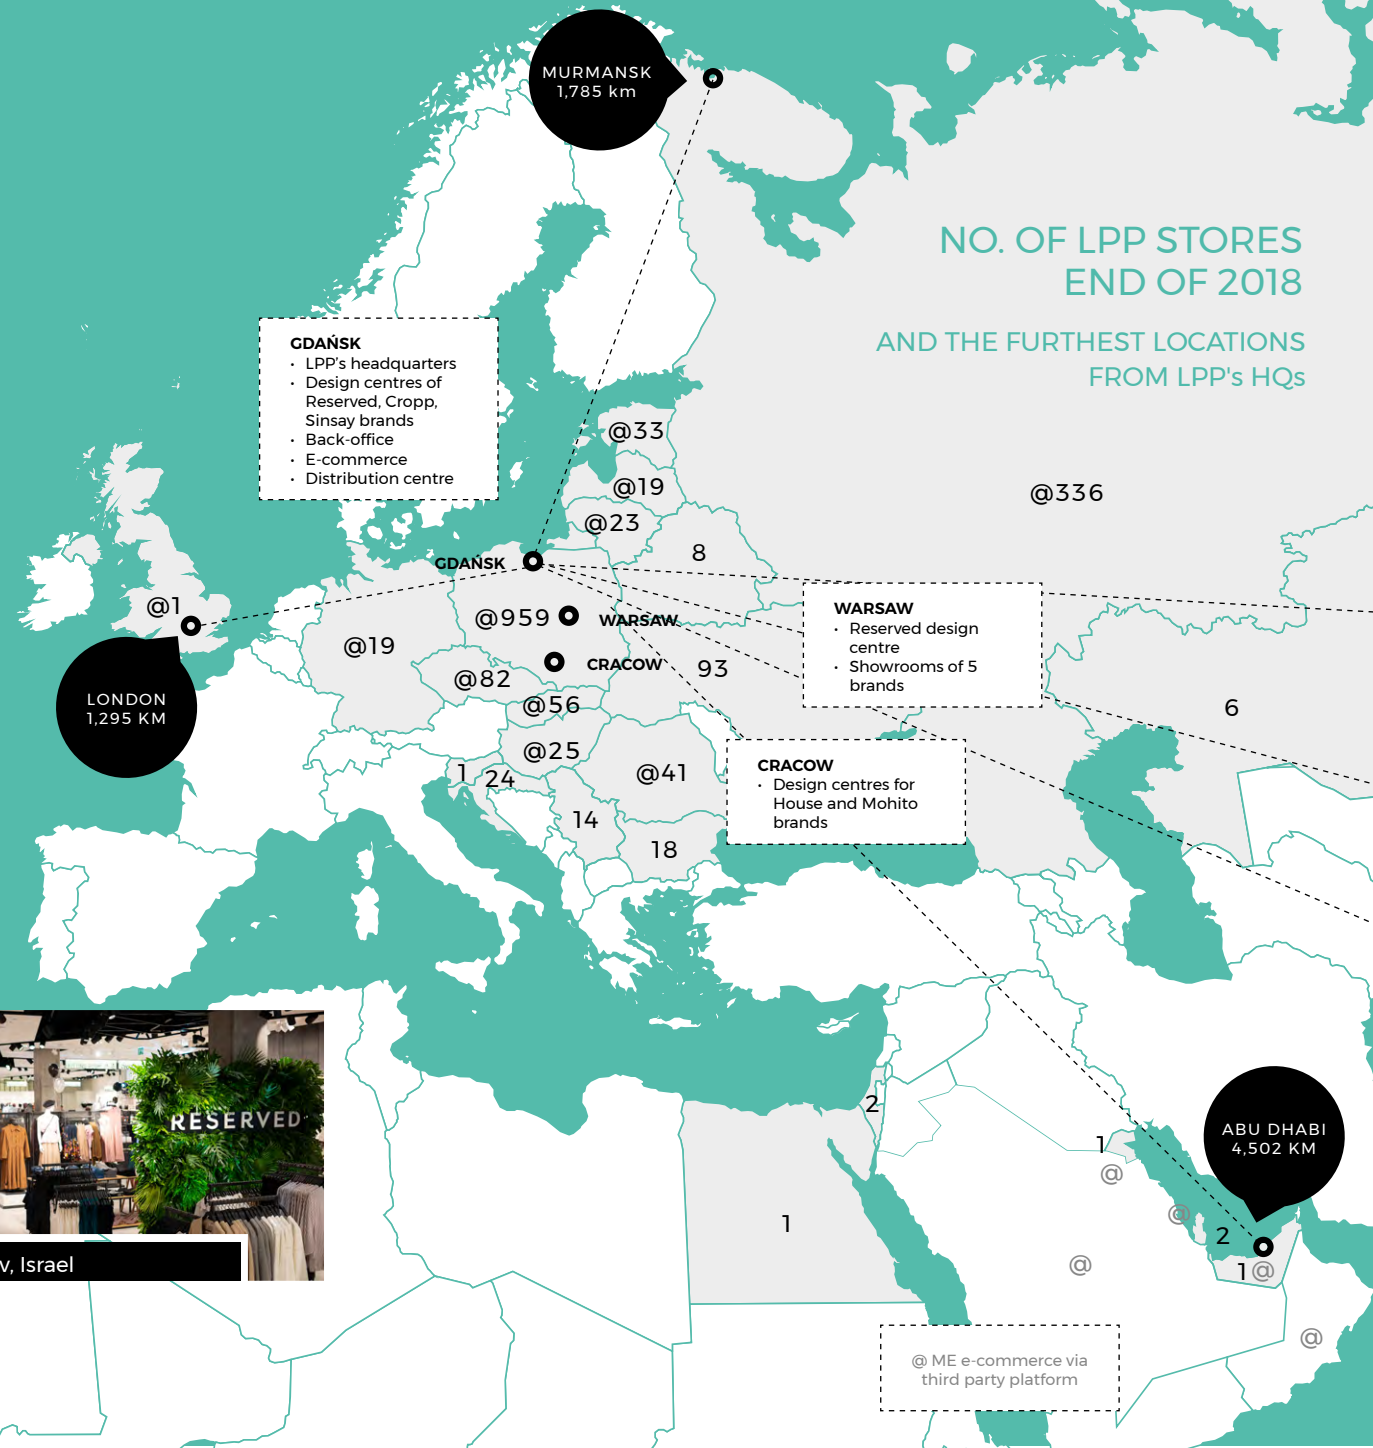 MURMANSK
1,785 km
NO. OF LPP STORES
END OF 2018
AND THE FURTHEST LOCATIONS
FROM LPP's HQs
GDAŃSK
• LPP's headquarters
• Design centres of
Reserved, Cropp,
Sinsay brands
• Back-office
• E-commerce
• Distribution centre
@33
@19
@336
@23
8
GDAŃSK
@1
@959
WARSAW
WARSAW
• Reserved design
centre
• Showrooms of 5
brands
@19
CRACOW
93
@82
LONDON
1,295 KM
@56
6
@25
1
24
@41
CRACOW
• Design centres for
House and Mohito
brands
14
18
RESERVED
2
1
@
ABU DHABI
4,502 KM
@
1
2
@
1@
v, Israel
@
@ ME e-commerce via
third party platform